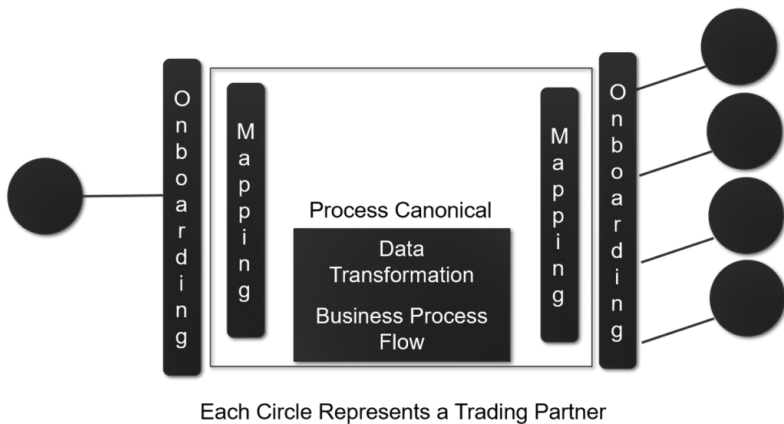 Onboarding
Mapping
Process Canonical
Data
Transformation
Business Process
Flow
Mapping
Onboarding
Each Circle Represents a Trading Partner